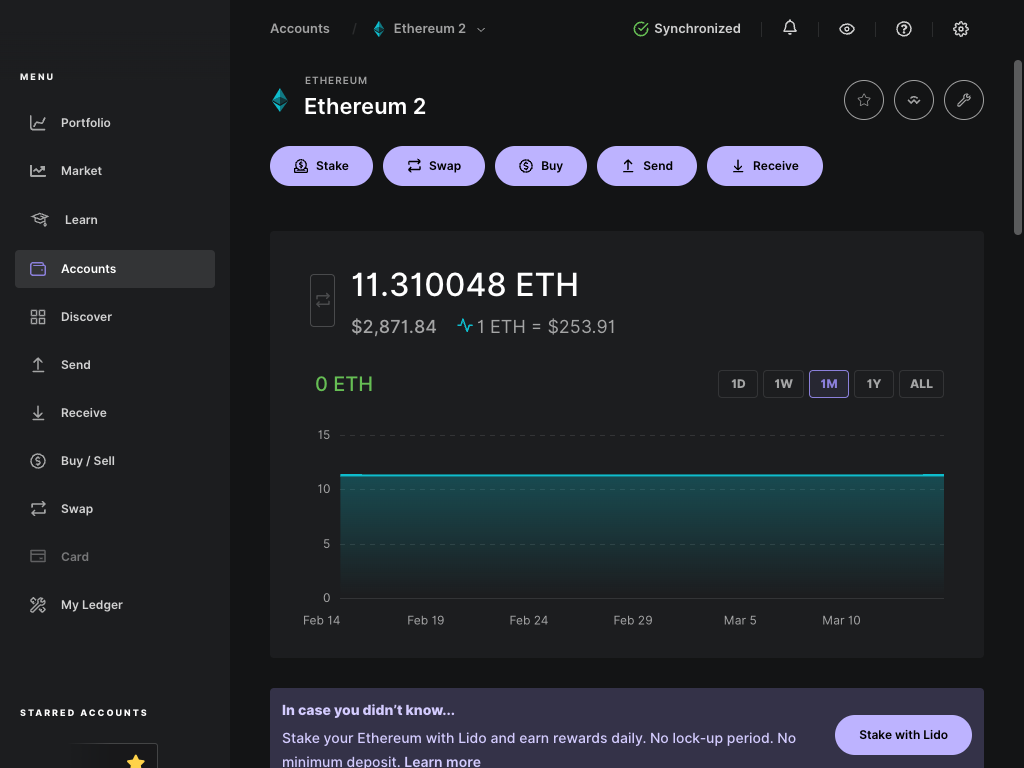 MENU
Portfolio
Market
Learn
Accounts
Discover
Send
Receive
Buy / Sell
Swap
Card
My Ledger
STARRED ACCOUNTS
Accounts / Ethereum 2
Synchronized
ETHEREUM
Ethereum 2
Stake
Swap
Buy
Send
Receive
11.310048 ETH
$2,871.84 1 ETH = $253.91
0 ETH
1D 1W 1M 1Y ALL
15
10
5
0
Feb 14 Feb 19 Feb 24 Feb 29 Mar 5 Mar 10
In case you didn’t know...
Stake your Ethereum with Lido and earn rewards daily. No lock-up period. No
minimum deposit. Learn more
Stake with Lido